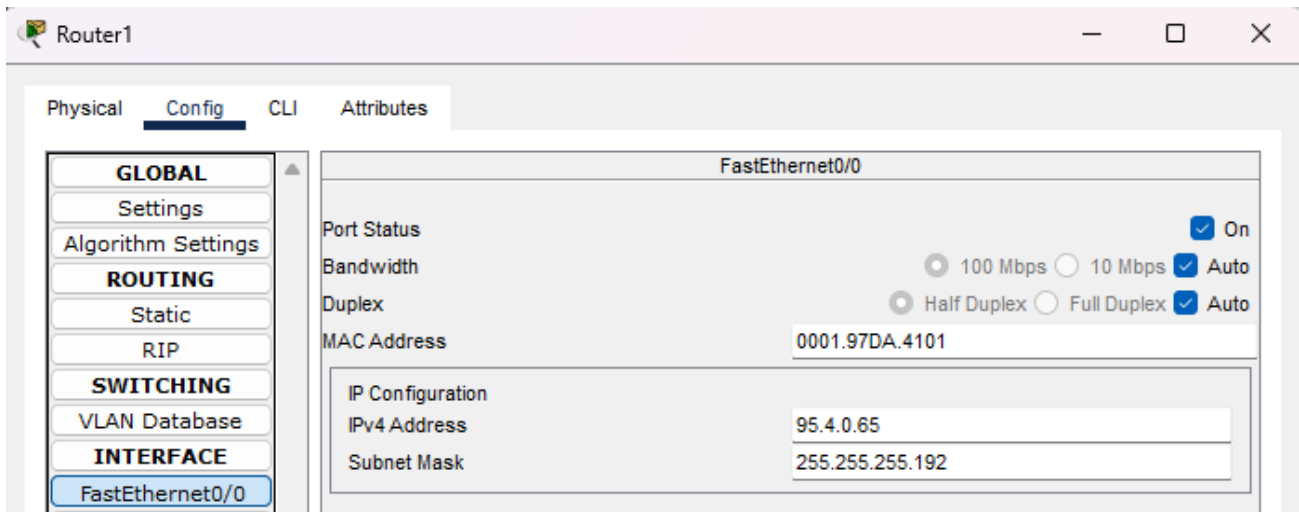 Router1
Physical Config CLI Attributes
GLOBAL
Settings
Algorithm Settings
ROUTING
Static
RIP
SWITCHING
VLAN Database
INTERFACE
FastEthernet0/0
FastEthernet0/0
Port Status On
Bandwidth 100 Mbps 10 Mbps Auto
Duplex Half Duplex Full Duplex Auto
MAC Address 0001.97DA.4101
IP Configuration
IPv4 Address 95.4.0.65
Subnet Mask 255.255.255.192